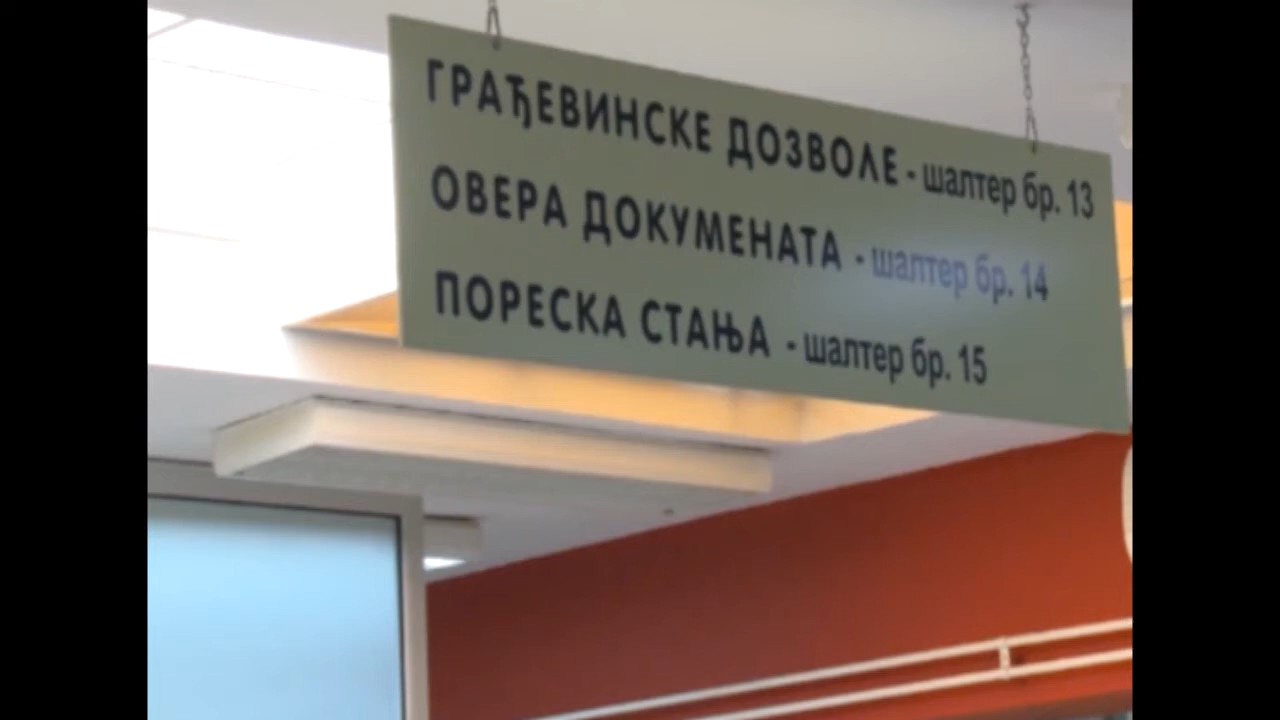 ГРАЂЕВИНСКЕ ДОЗВОЛЕ - шалтер бр. 13
ОВЕРА ДОКУМЕНАТА - шалтер бр. 14
ПОРЕСКА СТАЊА - шалтер бр. 15